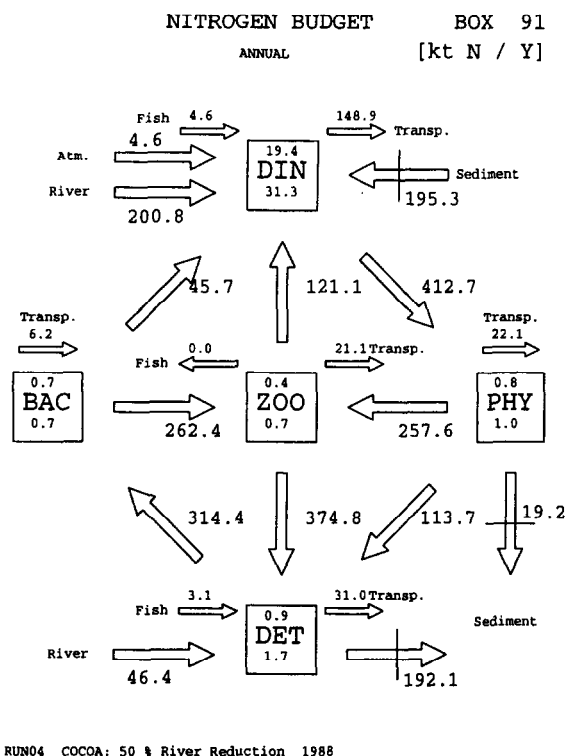 NITROGEN BUDGET BOX 91
ANNUAL [kt N / Y]
Fish 4.6 148.9 Transp.
Atm. 4.6 19.4
DIN
Sediment
River 31.3
200.8 195.3
45.7 121.1 412.7
Transp. Transp.
6.2 Fish 0.0 21.1 Transp. 22.1
0.7 0.4 0.8
BAC ZOO PHY
0.7 0.7 1.0
262.4 257.6
314.4 374.8 113.7 19.2
Fish 3.1 31.0 Transp.
0.9 Sediment
DET
River 1.7
46.4 192.1
RUN04 COCOA: 50 % River Reduction 1988